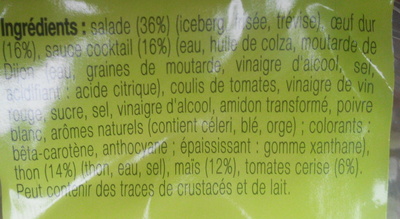 Ingrédients : salade (36%) (iceberg, frisée, trévise), œuf dur
(16%), sauce cocktail (16%) (eau, huile de colza, moutarde de
Dijon (eau, graines de moutarde, vinaigre d'alcool, sel,
acidifiant : acide citrique), coulis de tomates, vinaigre de vin
rouge, sucre, sel, vinaigre d'alcool, amidon transformé, poivre
blanc, arômes naturels (contient céleri, blé, orge) ; colorants :
bêta-carotène, anthocyane ; épaississant : gomme xanthane),
thon (14%) (thon, eau, sel), maïs (12%), tomates cerise (6%).
Peut contenir des traces de crustacés et de lait.